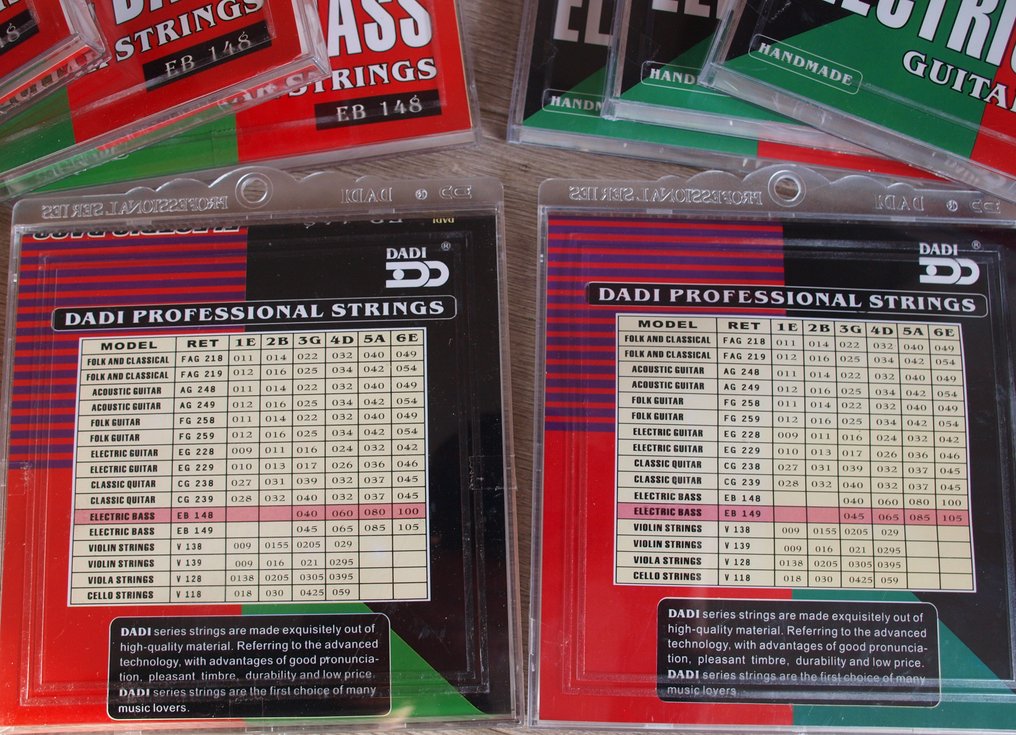 BASS
STRINGS
STRINGS
EB 148
EB 148
HANDMADE
GUITAR
PROFESSIONAL SERIES DADI
DADI ®
DADI PROFESSIONAL STRINGS
MODEL RET 1E 2B 3G 4D 5A 6E
FOLK AND CLASSICAL FAG 218 011 014 022 032 040 049
FOLK AND CLASSICAL FAG 219 012 016 025 034 042 054
ACOUSTIC GUITAR AG 248 011 014 022 032 040 049
ACOUSTIC GUITAR AG 249 012 016 025 034 042 054
FOLK GUITAR FG 258 011 014 022 032 040 049
FOLK GUITAR FG 259 012 016 025 034 042 054
ELECTRIC GUITAR EG 228 009 011 016 024 032 042
ELECTRIC GUITAR EG 229 010 013 017 026 036 046
CLASSIC QUITAR CG 238 027 031 039 032 037 045
CLASSIC QUITAR CG 239 028 032 040 032 037 045
ELECTRIC BASS EB 148 040 060 080 100
ELECTRIC BASS EB 149 045 065 085 105
VIOLIN STRINGS V 138 009 0155 0205 029
VIOLIN STRINGS V 139 009 016 021 0295
VIOLA STRINGS V 128 0138 0205 0305 0395
CELLO STRINGS V 118 018 030 0425 059
DADI series strings are made exquisitely out of
high-quality material. Referring to the advanced
technology, with advantages of good pronuncia-
tion, pleasant timbre, durability and low price.
DADI series strings are the first choice of many
music lovers.
PROFESSIONAL SERIES DADI
DADI ®
DADI PROFESSIONAL STRINGS
MODEL RET 1E 2B 3G 4D 5A 6E
FOLK AND CLASSICAL FAG 218 011 014 022 032 040 049
FOLK AND CLASSICAL FAG 219 012 016 025 034 042 054
ACOUSTIC GUITAR AG 248 011 014 022 032 040 049
ACOUSTIC GUITAR AG 249 012 016 025 034 042 054
FOLK GUITAR FG 258 011 014 022 032 040 049
FOLK GUITAR FG 259 012 016 025 034 042 054
ELECTRIC GUITAR EG 228 009 011 016 024 032 042
ELECTRIC GUITAR EG 229 010 013 017 026 036 046
CLASSIC QUITAR CG 238 027 031 039 032 037 045
CLASSIC QUITAR CG 239 028 032 040 032 037 045
ELECTRIC BASS EB 148 040 060 080 100
ELECTRIC BASS EB 149 045 065 085 105
VIOLIN STRINGS V 138 009 0155 0205 029
VIOLIN STRINGS V 139 009 016 021 0295
VIOLA STRINGS V 128 0138 0205 0305 0395
CELLO STRINGS V 118 018 030 0425 059
DADI series strings are made exquisitely out of
high-quality material. Referring to the advanced
technology, with advantages of good pronuncia-
tion, pleasant timbre, durability and low price.
DADI series strings are the first choice of many
music lovers.